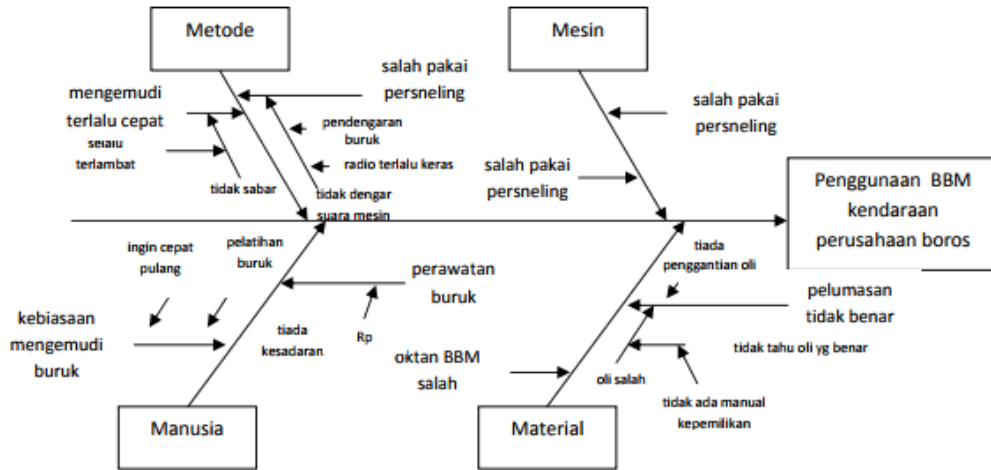 Metode
Mesin
salah pakai
persneling
mengemudi
terlalu cepat
selalu
terlambat
pendengaran
buruk
radio terlalu keras
tidak sabar
tidak dengar
suara mesin
salah pakai
persneling
salah pakai
persneling
Penggunaan BBM
kendaraan
perusahaan boros
ingin cepat
pulang
pelatihan
buruk
kebiasaan
mengemudi
buruk
perawatan
buruk
Rp
tiada
kesadaran
tiada
penggantian oli
pelumasan
tidak benar
tidak tahu oli yg benar
oktan BBM
salah
oli salah
tidak ada manual
kepemilikan
Manusia
Material